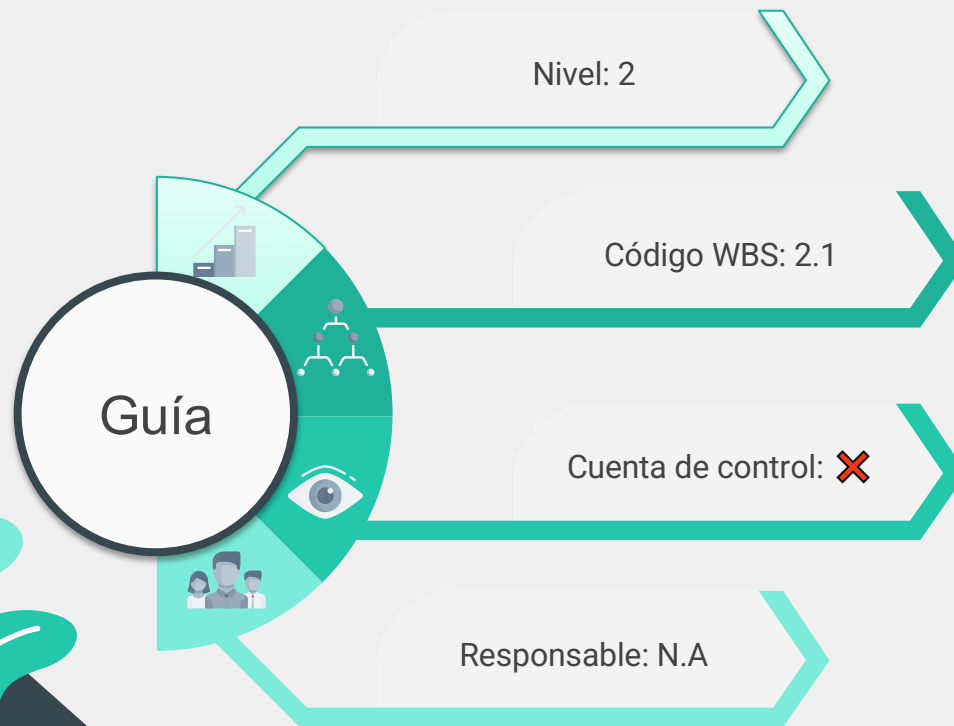 Nivel: 2
Código WBS: 2.1
Guía
Cuenta de control: ❌
Responsable: N.A